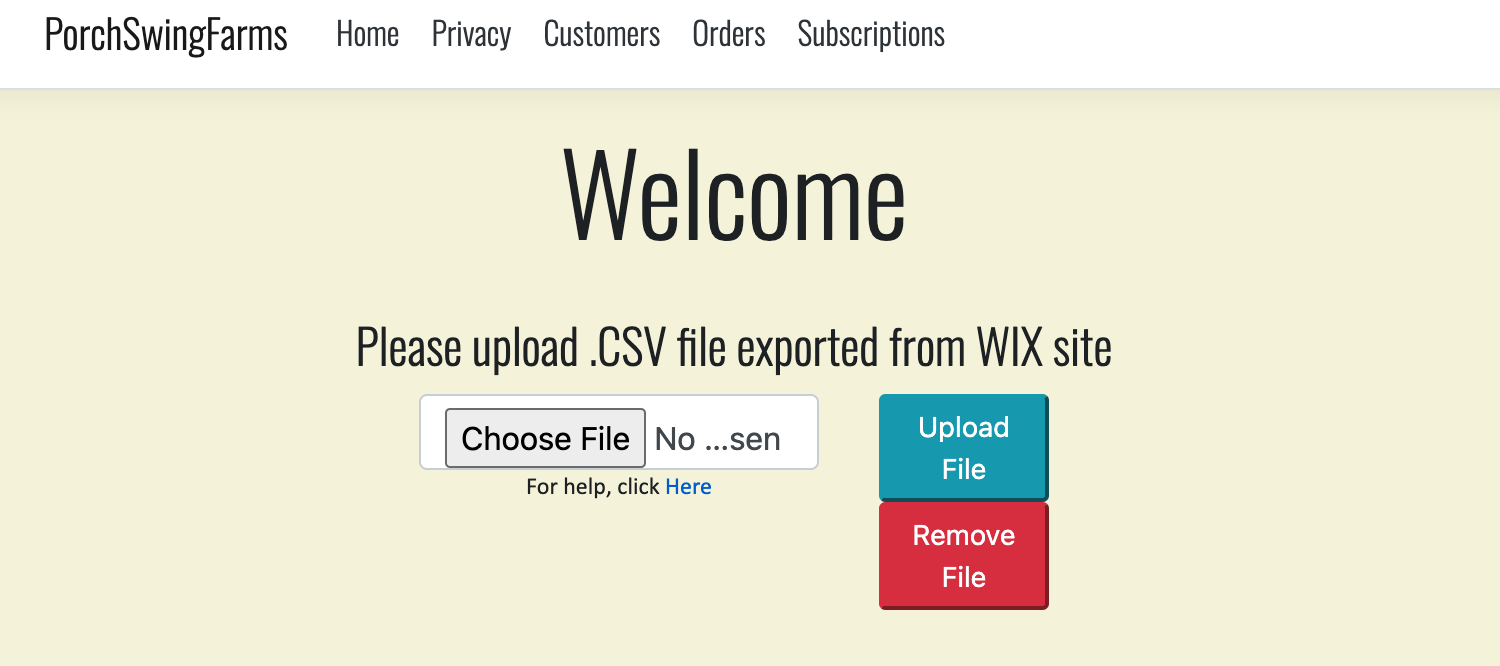 PorchSwingFarms Home Privacy Customers Orders Subscriptions
Welcome
Please upload .CSV file exported from WIX site
Choose File No ...sen
For help, click Here
Upload
File
Remove
File